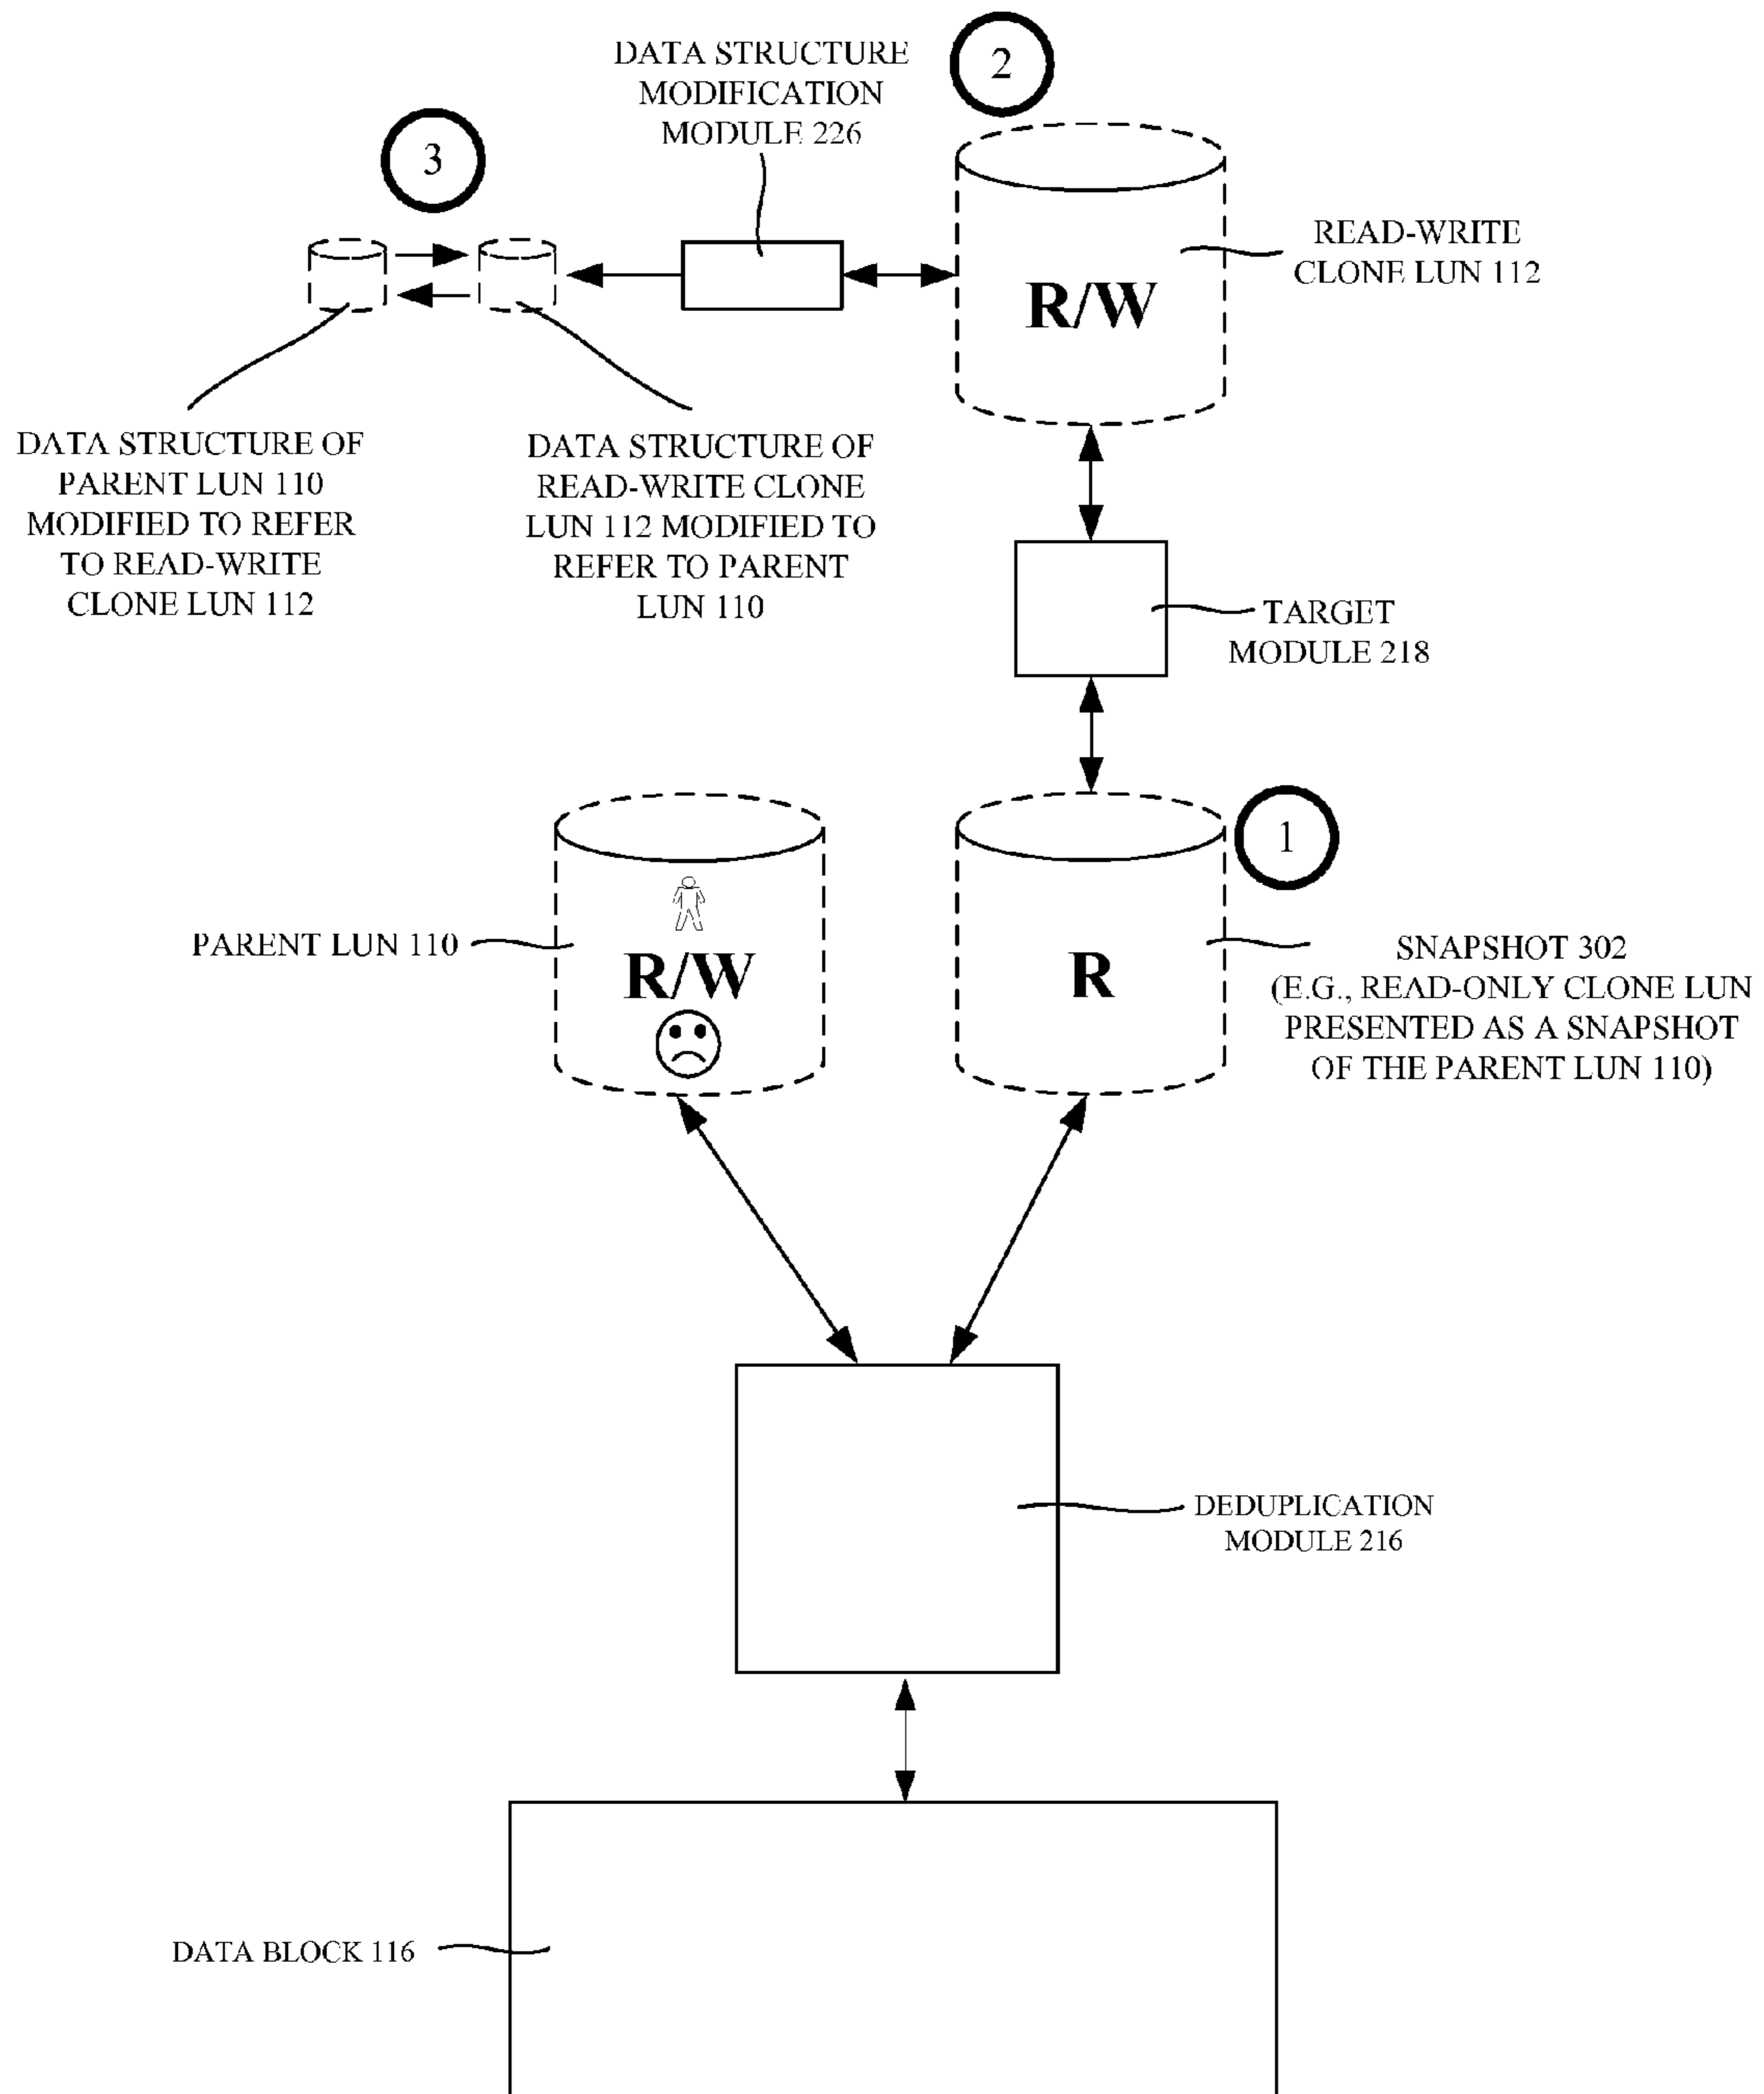 DATA STRUCTURE
MODIFICATION
MODULE 226
2
3
READ-WRITE
CLONE LUN 112
R/W
DATA STRUCTURE OF
PARENT LUN 110
MODIFIED TO REFER
TO READ-WRITE
CLONE LUN 112
DATA STRUCTURE OF
READ-WRITE CLONE
LUN 112 MODIFIED TO
REFER TO PARENT
LUN 110
TARGET
MODULE 218
1
PARENT LUN 110
R/W
R
SNAPSHOT 302
(E.G., READ-ONLY CLONE LUN
PRESENTED AS A SNAPSHOT
OF THE PARENT LUN 110)
DEDUPLICATION
MODULE 216
DATA BLOCK 116